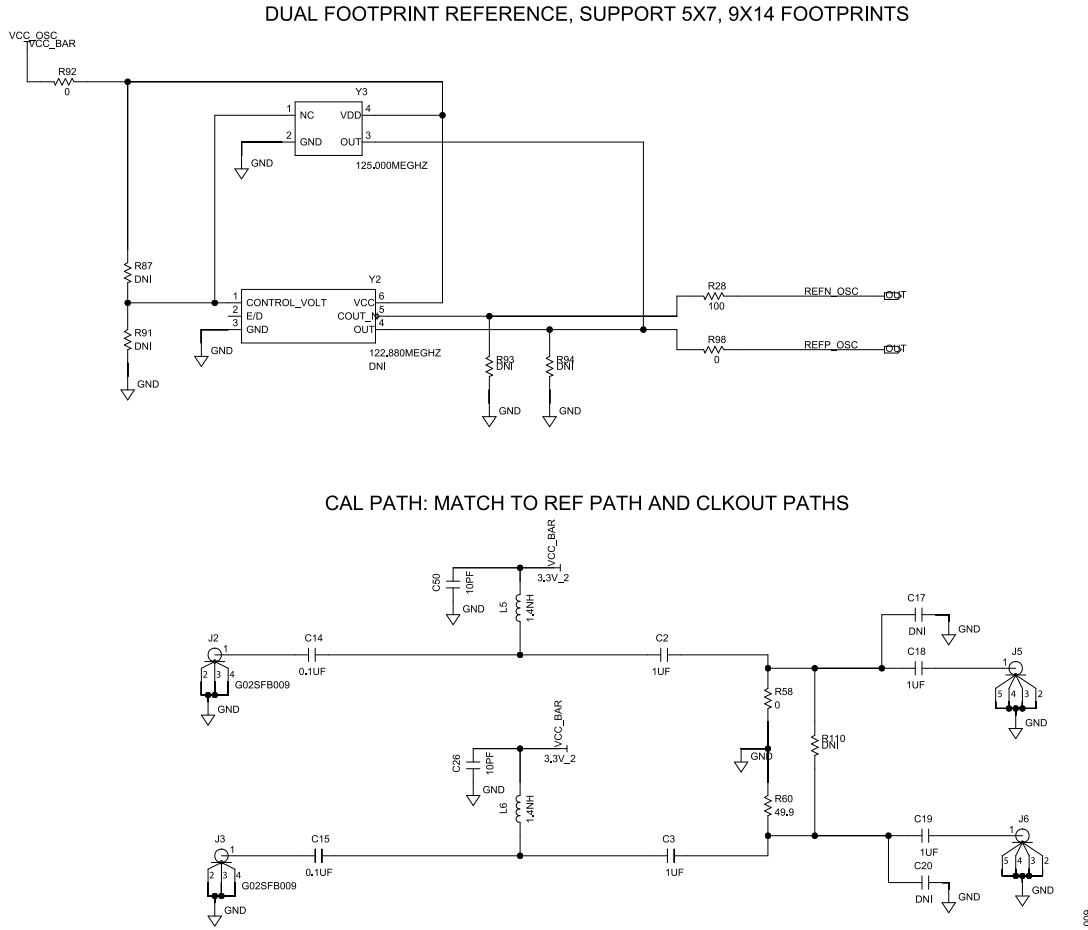 DUAL FOOTPRINT REFERENCE, SUPPORT 5X7, 9X14 FOOTPRINTS
VCC_OSC
VCC_BAR
R92
0
Y3
1 NC VDD 4
2 GND OUT 3
GND
125.000MEGHZ
R87
DNI
Y2
1 CONTROL_VOLT VCC 6
2 E/D COUT_N 5
3 GND OUT 4
GND
122.880MEGHZ
DNI
R91
DNI
GND
R93
DNI
GND
R94
DNI
GND
R28
100
REFN_OSC
OUT
R98
0
REFP_OSC
OUT
CAL PATH: MATCH TO REF PATH AND CLKOUT PATHS
VCC_BAR
3.3V_2
C50
10PF
GND
L5
1.4NH
J2
1
2 3 4
G02SFB009
GND
C14
0.1UF
C2
1UF
R58
0
GND
R110
DNI
C17
DNI
GND
C18
1UF
J5
1
5 4 3 2
GND
VCC_BAR
3.3V_2
C26
10PF
GND
L6
1.4NH
R60
49.9
J3
1
2 3 4
G02SFB009
GND
C15
0.1UF
C3
1UF
C19
1UF
C20
DNI
GND
J6
1
5 4 3 2
GND